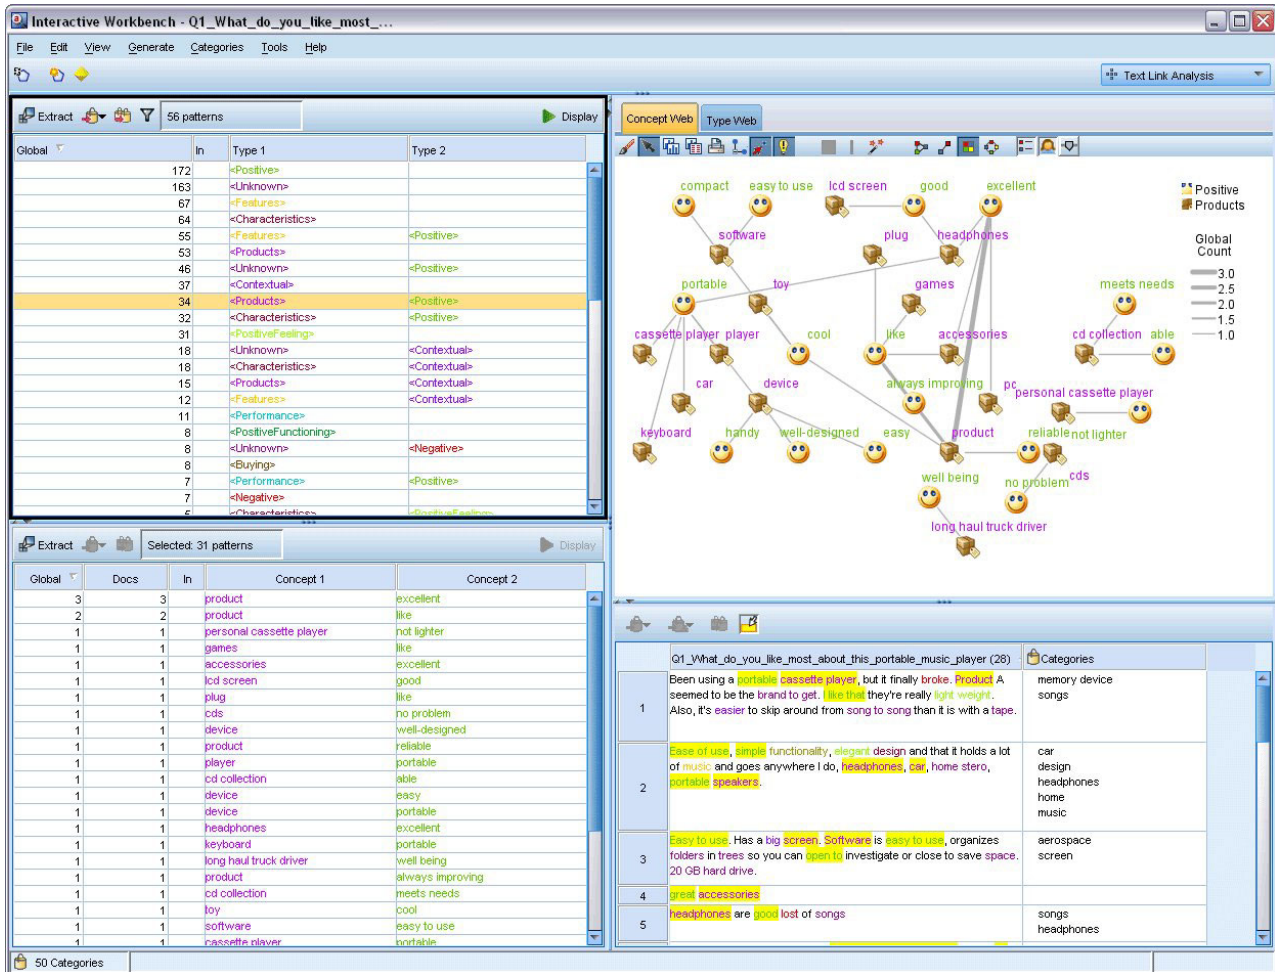 Interactive Workbench - Q1_What_do_you_like_most_...
File Edit View Generate Categories Tools Help
Text Link Analysis
Extract 56 patterns Display
Global In Type 1 Type 2
172 <Positive>
163 <Unknown>
67 <Features>
64 <Characteristics>
55 <Features> <Positive>
53 <Products>
46 <Unknown> <Positive>
37 <Contextual>
34 <Products> <Positive>
32 <Characteristics> <Positive>
31 <PositiveFeeling>
18 <Unknown> <Contextual>
18 <Characteristics> <Contextual>
15 <Products> <Contextual>
12 <Features> <Contextual>
11 <Performance>
8 <PositiveFunctioning>
8 <Unknown> <Negative>
8 <Buying>
7 <Performance> <Positive>
7 <Negative>
<Characteristics> <PositiveFeeling>
Extract Selected: 31 patterns Display
Global Docs In Concept 1 Concept 2
3 3 product excellent
2 2 product like
1 1 personal cassette player not lighter
1 1 games like
1 1 accessories excellent
1 1 lcd screen good
1 1 plug like
1 1 cds no problem
1 1 device well-designed
1 1 product reliable
1 1 player portable
1 1 cd collection able
1 1 device easy
1 1 device portable
1 1 headphones excellent
1 1 keyboard portable
1 1 long haul truck driver well being
1 1 product always improving
1 1 cd collection meets needs
1 1 toy cool
1 1 software easy to use
1 1 cassette player portable
50 Categories
Concept Web Type Web
compact easy to use lcd screen good excellent
software plug headphones
portable toy games meets needs
cassette player player cool like accessories cd collection able
car device always improving pc personal cassette player
keyboard handy well-designed easy product reliable not lighter
well being no problem cds
long haul truck driver
Positive
Products
Global
Count
3.0
2.5
2.0
1.5
1.0
Q1_What_do_you_like_most_about_this_portable_music_player (28) Categories
1
Been using a portable cassette player, but it finally broke. Product A
seemed to be the brand to get. I like that they're really light weight.
Also, it's easier to skip around from song to song than it is with a tape.
memory device
songs
2
Ease of use, simple functionality, elegant design and that it holds a lot
of music and goes anywhere I do, headphones, car, home stero,
portable speakers.
car
design
headphones
home
music
3
Easy to use. Has a big screen. Software is easy to use, organizes
folders in trees so you can open to investigate or close to save space.
20 GB hard drive.
aerospace
screen
4 great accessories
5 headphones are good lost of songs
songs
headphones